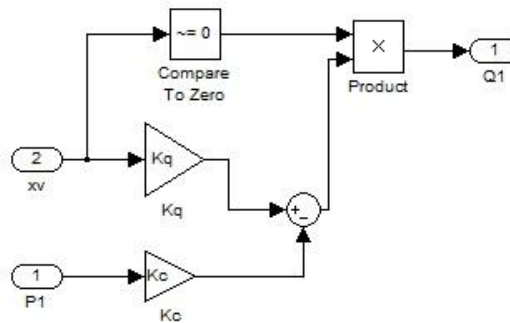 ~= 0
1
Compare
To Zero
Product
Q1
2
xv
Kq
Kq
+
-
1
P1
Kc
Kc
×